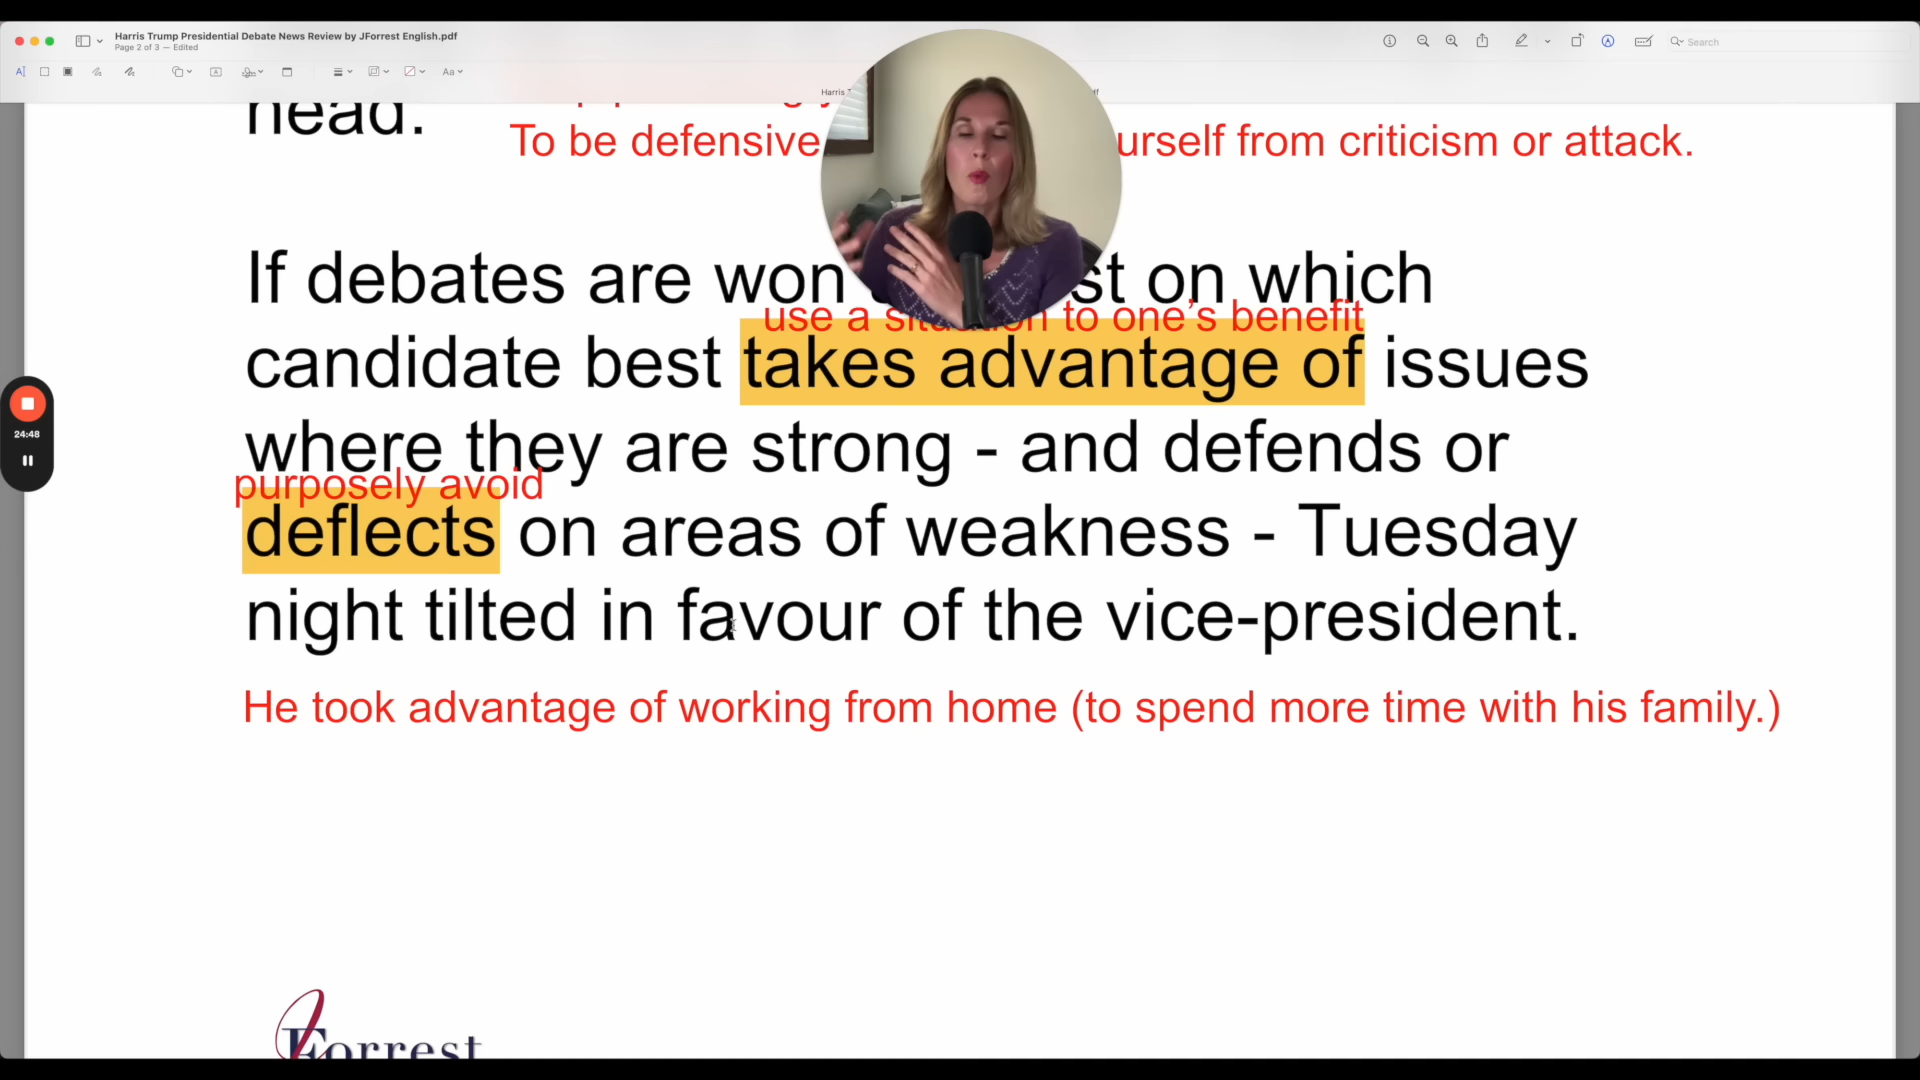 Harris Trump Presidential Debate News Review by JForrest English.pdf
Page 2 of 3 — Edited
Search
Aa
Harris
head.
To be defensive urself from criticism or attack.
If debates are won st on which
use a situation to one's benefit
candidate best takes advantage of issues
where they are strong - and defends or
purposely avoid
deflects on areas of weakness - Tuesday
night tilted in favour of the vice-president.
He took advantage of working from home (to spend more time with his family.)
24:48
JForrest